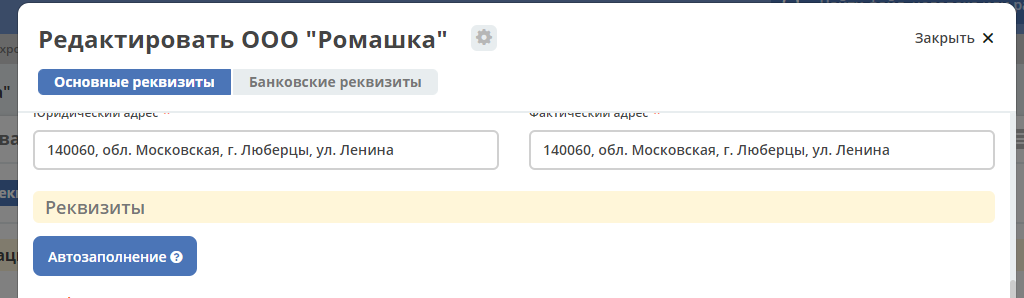 Редактировать ООО "Ромашка"
Закрыть ✕
Основные реквизиты
Банковские реквизиты
Юридический адрес
Фактический адрес
140060, обл. Московская, г. Люберцы, ул. Ленина
140060, обл. Московская, г. Люберцы, ул. Ленина
Реквизиты
Автозаполнение ?